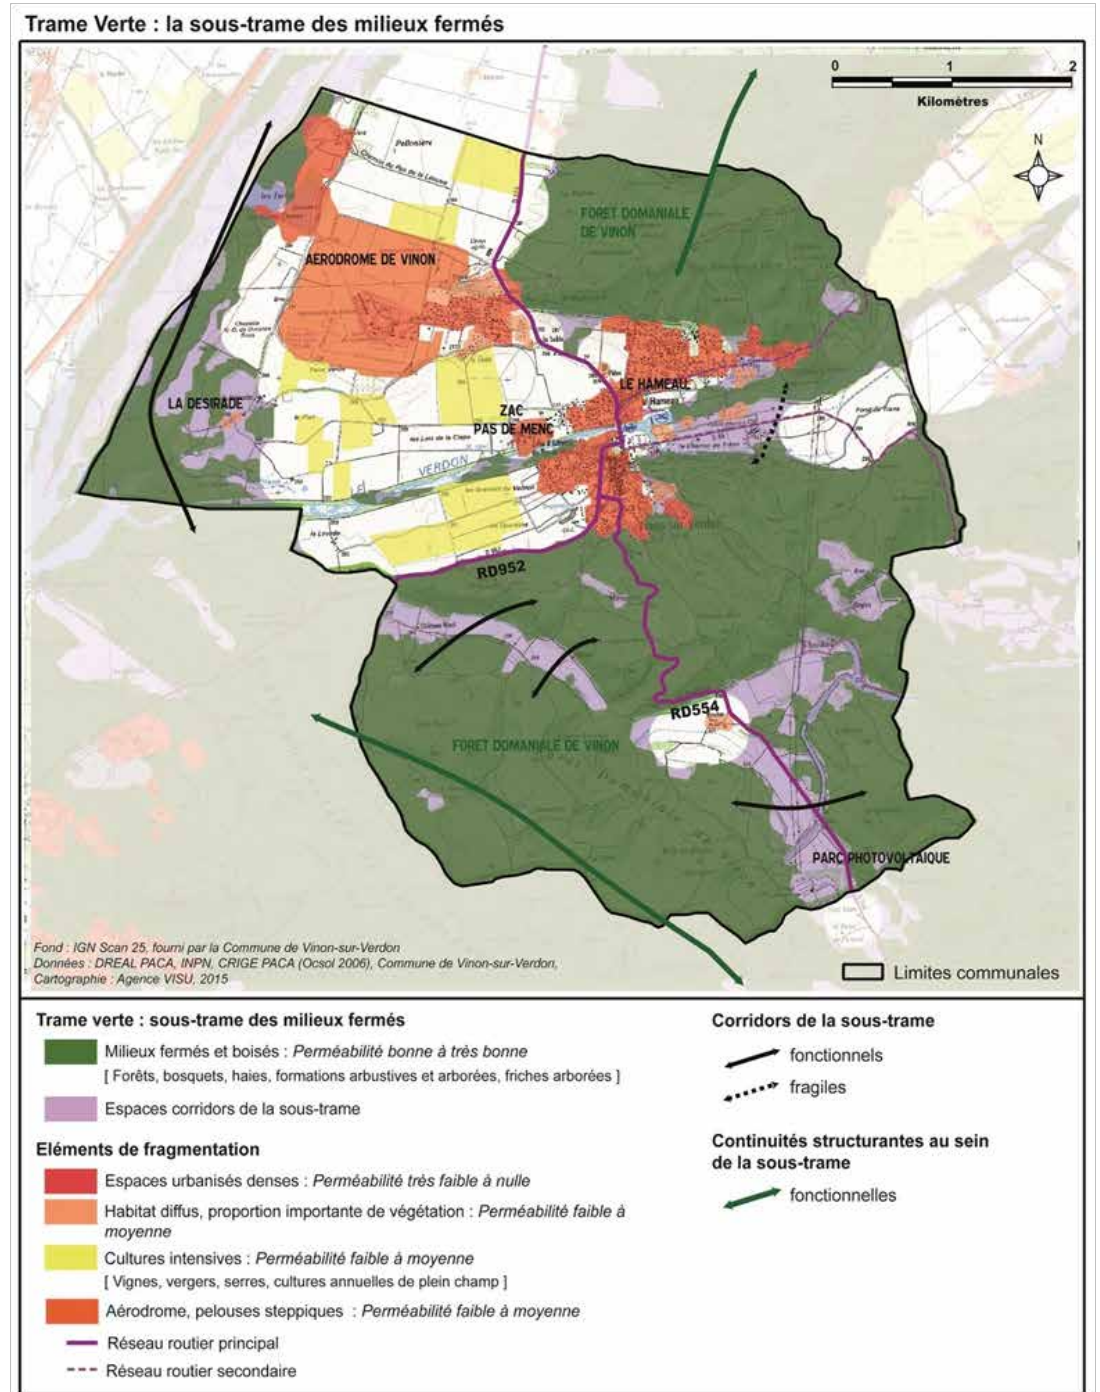 Trame Verte : la sous-trame des milieux fermés
0 1 2
Kilomètres
N
Pellonière
Chemin du Pas de la Laouve
FORET DOMANIALE
DE VINON
AERODROME DE VINON
LA DESIRADE
LE HAMEAU
ZAC
PAS DE MENC
VERDON
RD952
RD554
FORET DOMANIALE DE VINON
PARC PHOTOVOLTAIQUE
Fond : IGN Scan 25, fourni par la Commune de Vinon-sur-Verdon
Données : DREAL PACA, INPN, CRIGE PACA (Ocsol 2006), Commune de Vinon-sur-Verdon,
Cartographie : Agence VISU, 2015
Limites communales
Trame verte : sous-trame des milieux fermés
Milieux fermés et boisés : Perméabilité bonne à très bonne
[ Forêts, bosquets, haies, formations arbustives et arborées, friches arborées ]
Espaces corridors de la sous-trame
Eléments de fragmentation
Espaces urbanisés denses : Perméabilité très faible à nulle
Habitat diffus, proportion importante de végétation : Perméabilité faible à
moyenne
Cultures intensives : Perméabilité faible à moyenne
[ Vignes, vergers, serres, cultures annuelles de plein champ ]
Aérodrome, pelouses steppiques : Perméabilité faible à moyenne
Réseau routier principal
Réseau routier secondaire
Corridors de la sous-trame
fonctionnels
fragiles
Continuités structurantes au sein
de la sous-trame
fonctionnelles